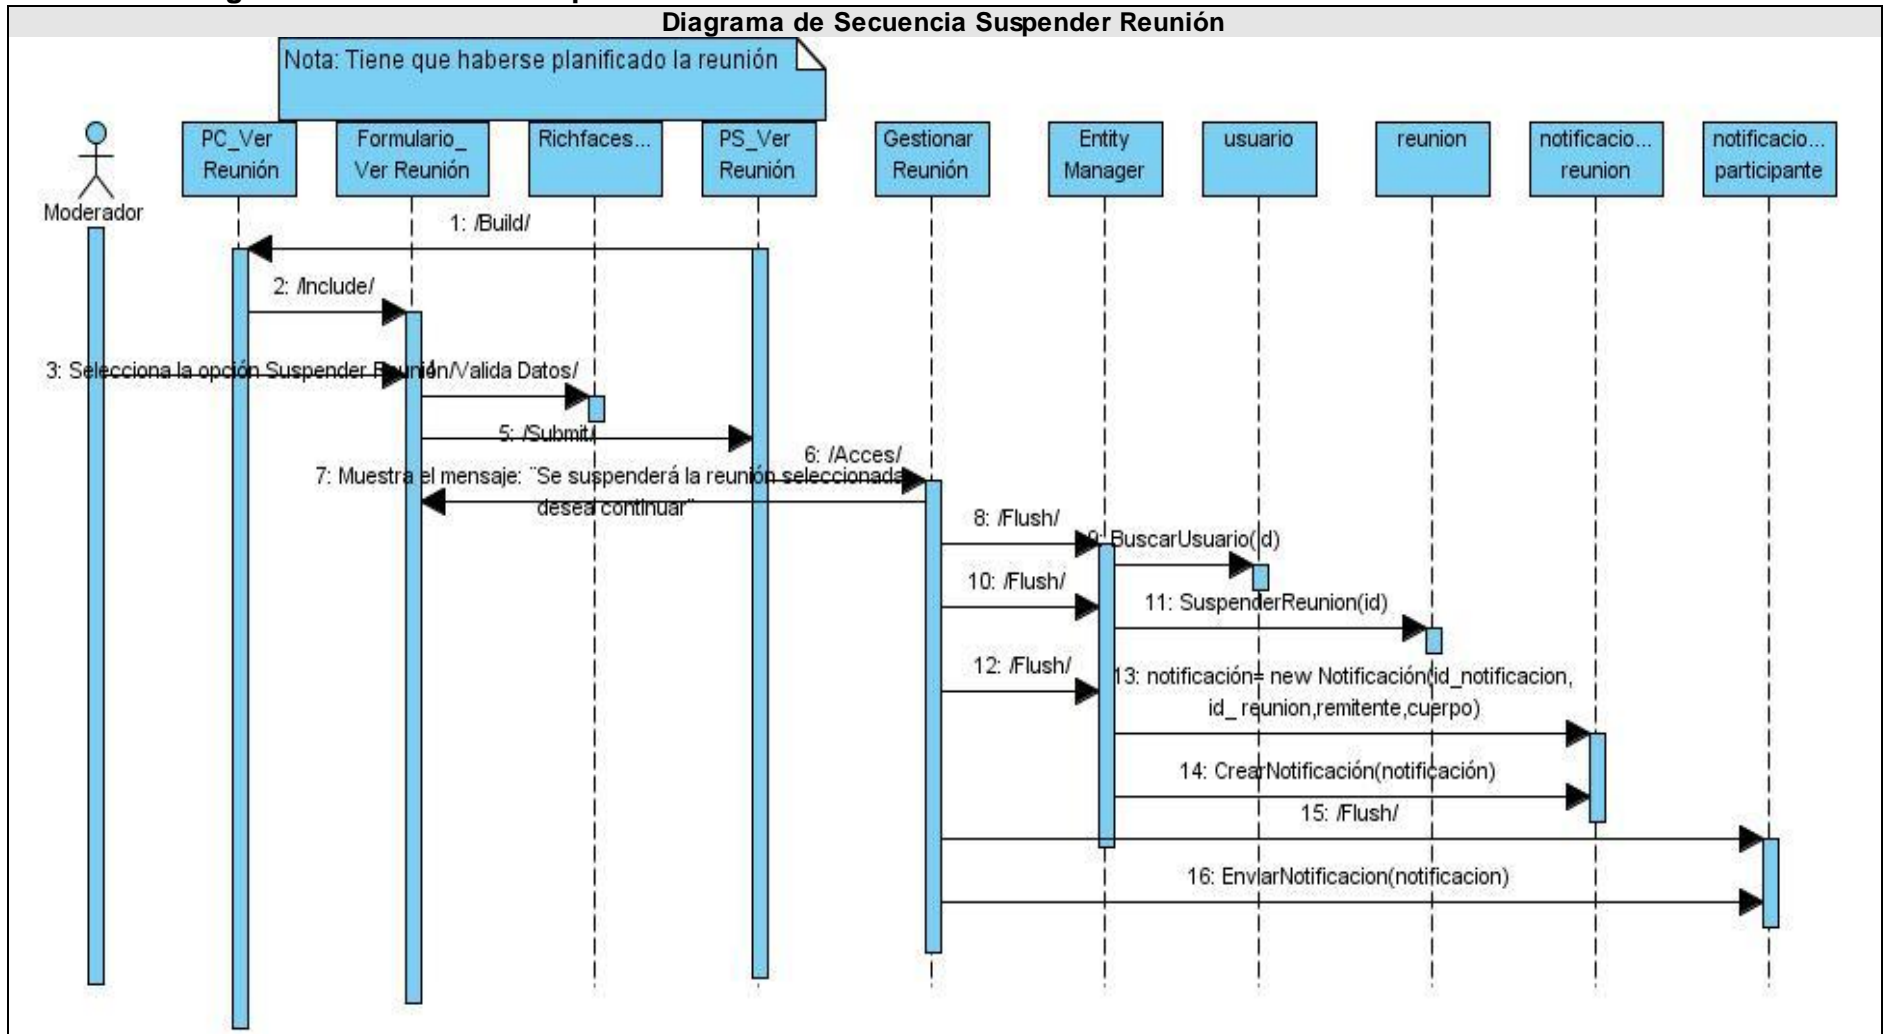 Diagrama de Secuencia Suspender Reunión
Nota: Tiene que haberse planificado la reunión
Moderador
PC_Ver
Reunión
Formulario_
Ver Reunión
Richfaces...
PS_Ver
Reunión
Gestionar
Reunión
Entity
Manager
usuario
reunion
notificacio...
reunion
notificacio...
participante
1: /Build/
2: /Include/
3: Selecciona la opción Suspender Reunión
/Valida Datos/
5: /Submit/
6: /Acces/
7: Muestra el mensaje: ¨Se suspenderá la reunión seleccionada
desea continuar¨
8: /Flush/
9: BuscarUsuario(id)
10: /Flush/
11: SuspenderReunion(id)
12: /Flush/
13: notificación= new Notificación(id_notificacion,
id_ reunion,remitente,cuerpo)
14: CrearNotificación(notificación)
15: /Flush/
16: EnviarNotificacion(notificacion)